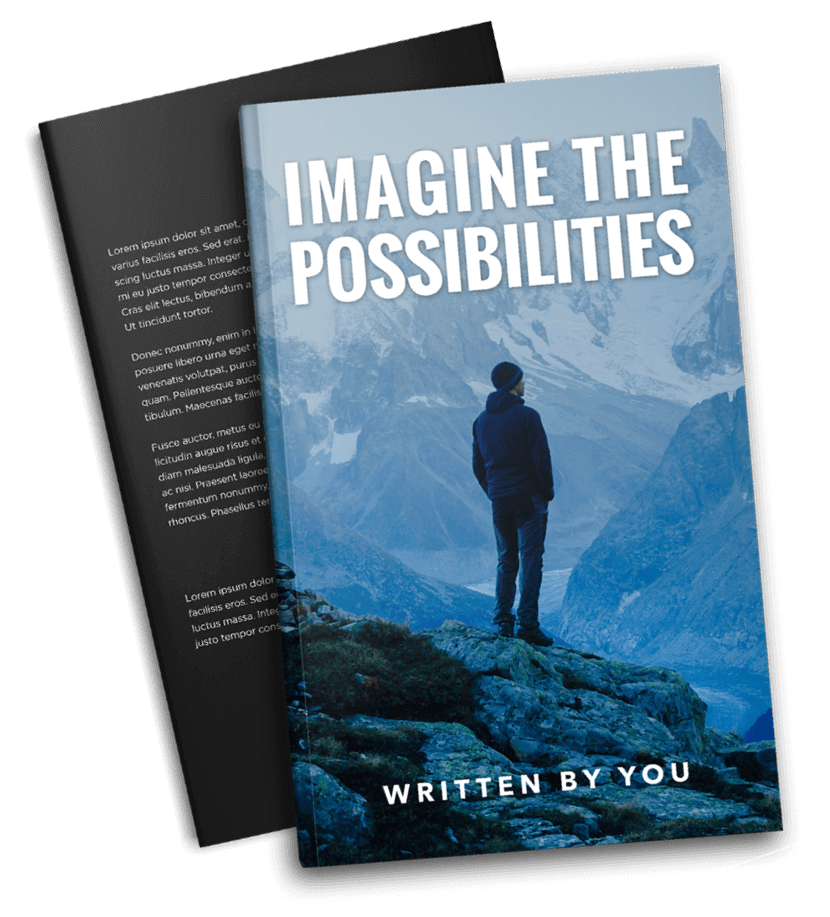 IMAGINE THE
POSSIBILITIES
WRITTEN BY YOU
Lorem ipsum dolor sit amet,
varius facilisis eros. Sed erat.
scing luctus massa. Integer
mi eu justo tempor
Cras elit lectus, bibendum
Ut tincidunt tortor.
Donec nonummy, enim in
posuere libero urna eget
venenatis volutpat, purus
quam. Pellentesque
tibulum. Maecenas
Fusce auctor, metus eu
licitudin augue risus et
diam malesuada ligula,
ac nisi. Praesent
fermentum nonummy,
rhoncus. Phasellus
Lorem ipsum dolor
facilisis eros. Sed
luctus massa.
justo tempor